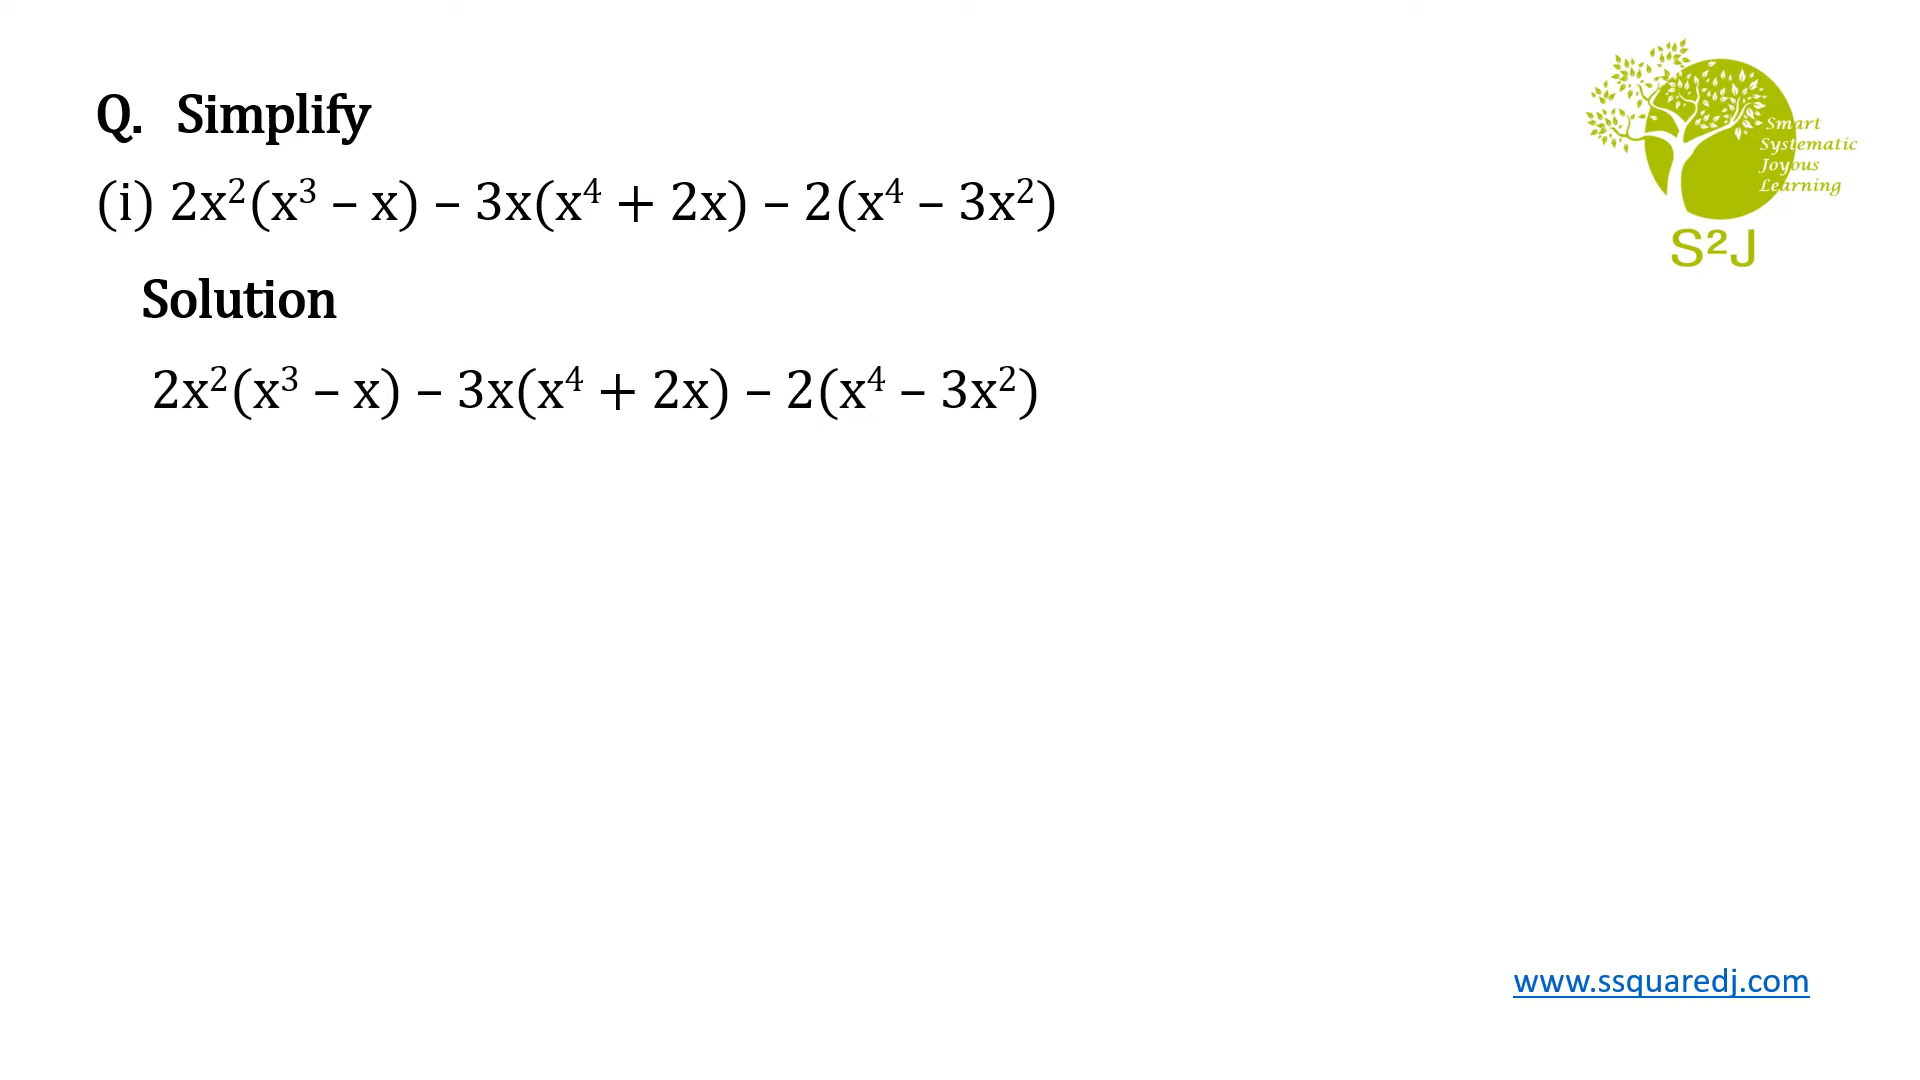 Q. Simplify
(i) 2x²(x³ – x) – 3x(x⁴ + 2x) – 2(x⁴ – 3x²)
Solution
2x²(x³ – x) – 3x(x⁴ + 2x) – 2(x⁴ – 3x²)
Smart
Systematic
Joyous
Learning
S²J
www.ssquaredj.com